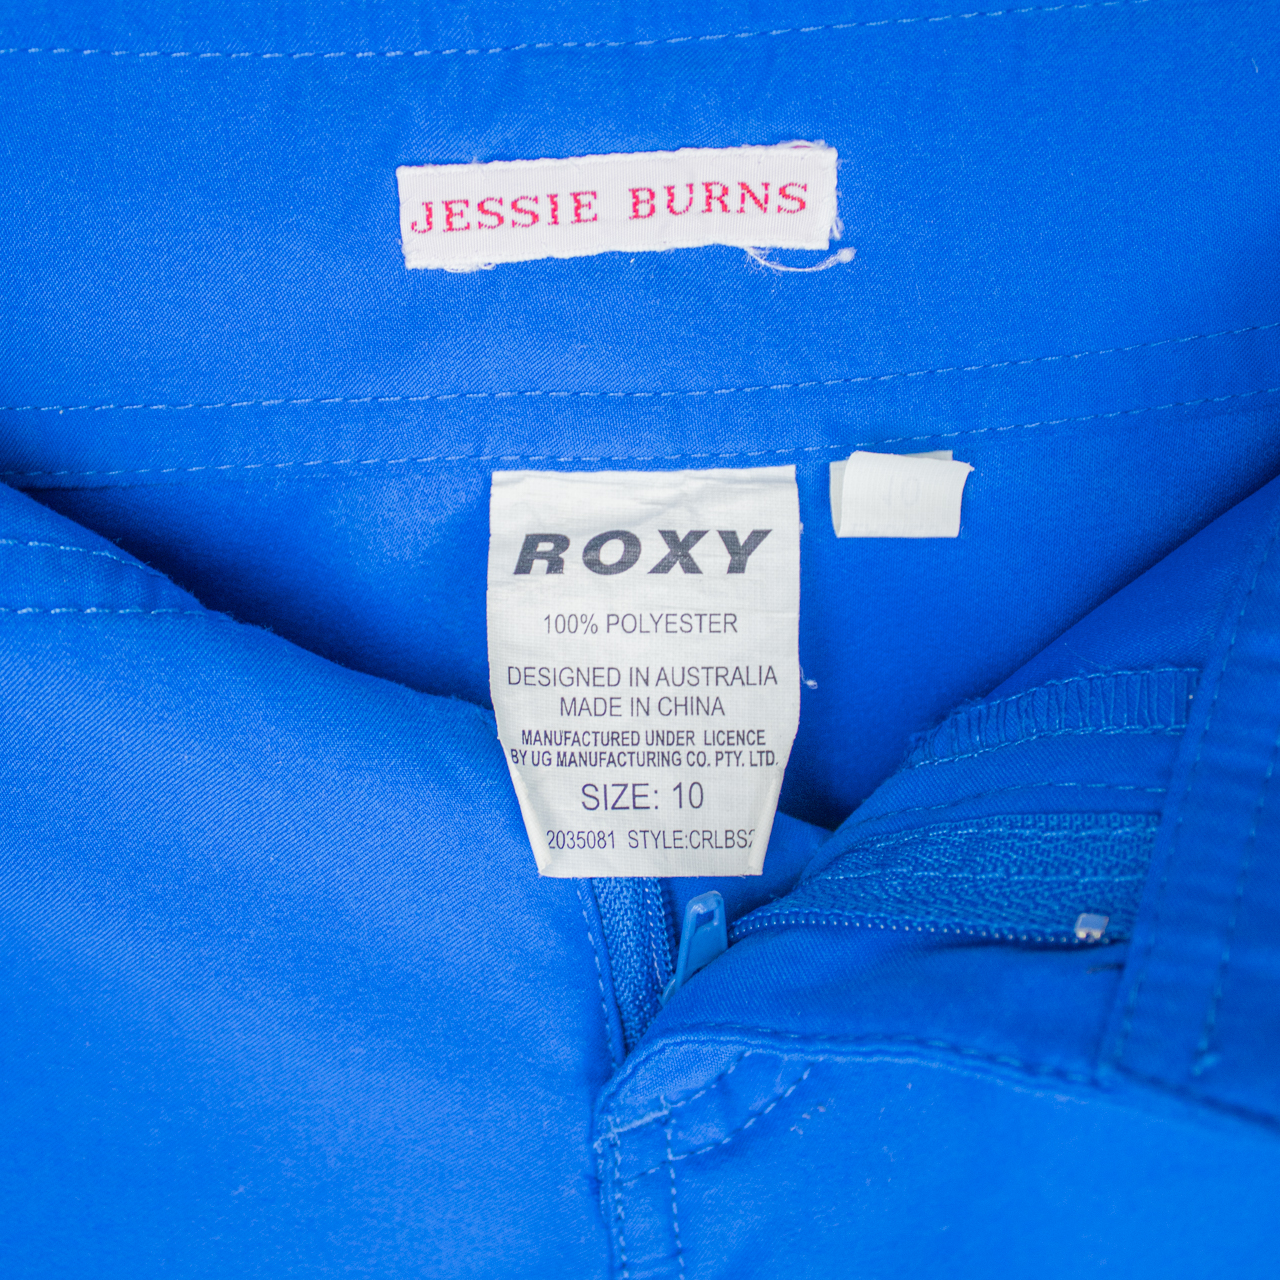 JESSIE BURNS
ROXY
100% POLYESTER
DESIGNED IN AUSTRALIA
MADE IN CHINA
MANUFACTURED UNDER LICENCE
BY UG MANUFACTURING CO. PTY. LTD.
SIZE: 10
2035081 STYLE:CRLBS2